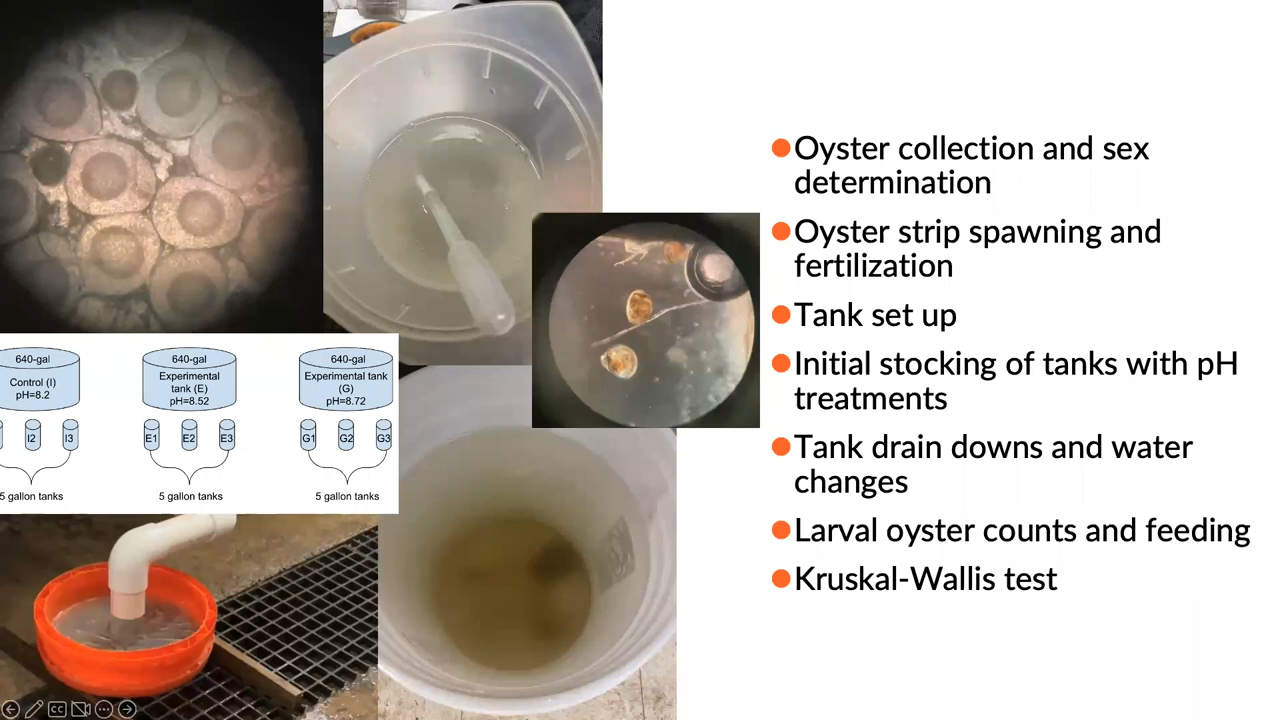 640-gal
Control (I)
pH=8.2
I2
I3
5 gallon tanks
640-gal
Experimental
tank (E)
pH=8.52
E1
E2
E3
5 gallon tanks
640-gal
Experimental tank
(G)
pH=8.72
G1
G2
G3
5 gallon tanks
Oyster collection and sex
determination
Oyster strip spawning and
fertilization
Tank set up
Initial stocking of tanks with pH
treatments
Tank drain downs and water
changes
Larval oyster counts and feeding
Kruskal-Wallis test
CC